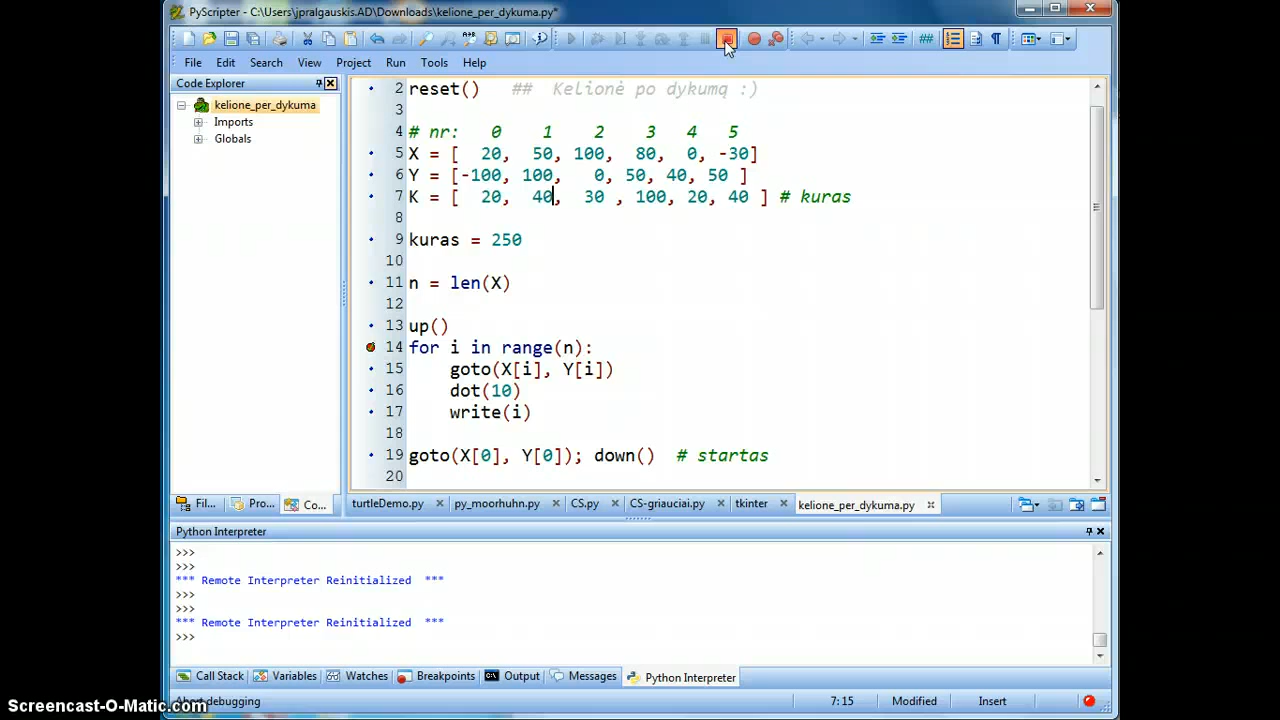 PyScripter - C:\Users\jpralgauskis.AD\Downloads\kelione_per_dykuma.py*
File Edit Search View Project Run Tools Help
Code Explorer
kelione_per_dykuma
Imports
Globals
2 reset() ## Kelionė po dykumą :)
3
4 # nr: 0 1 2 3 4 5
5 X = [ 20, 50, 100, 80, 0, -30]
6 Y = [-100, 100, 0, 50, 40, 50 ]
7 K = [ 20, 40, 30 , 100, 20, 40 ] # kuras
8
9 kuras = 250
10
11 n = len(X)
12
13 up()
14 for i in range(n):
15 goto(X[i], Y[i])
16 dot(10)
17 write(i)
18
19 goto(X[0], Y[0]); down() # startas
20
Fil... Pro... Co...
turtleDemo.py py_moorhuhn.py CS.py CS-griauciai.py tkinter kelione_per_dykuma.py
Python Interpreter
>>>
>>>
*** Remote Interpreter Reinitialized ***
>>>
>>>
*** Remote Interpreter Reinitialized ***
>>>
Call Stack Variables Watches Breakpoints Output Messages Python Interpreter
debugging 7:15 Modified Insert
Screencast-O-Matic.com